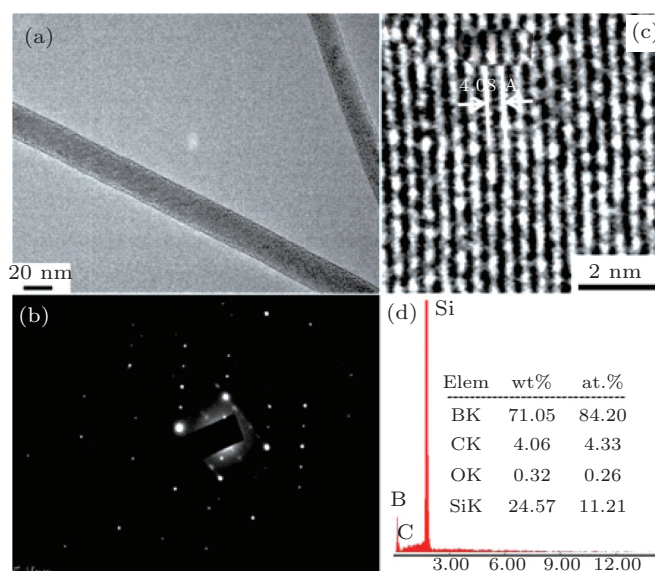 (a)
20 nm
(c)
4.08 Å
2 nm
(b)
(d)
Si
Elem wt% at.%
BK 71.05 84.20
CK 4.06 4.33
OK 0.32 0.26
SiK 24.57 11.21
B
C
3.00 6.00 9.00 12.00